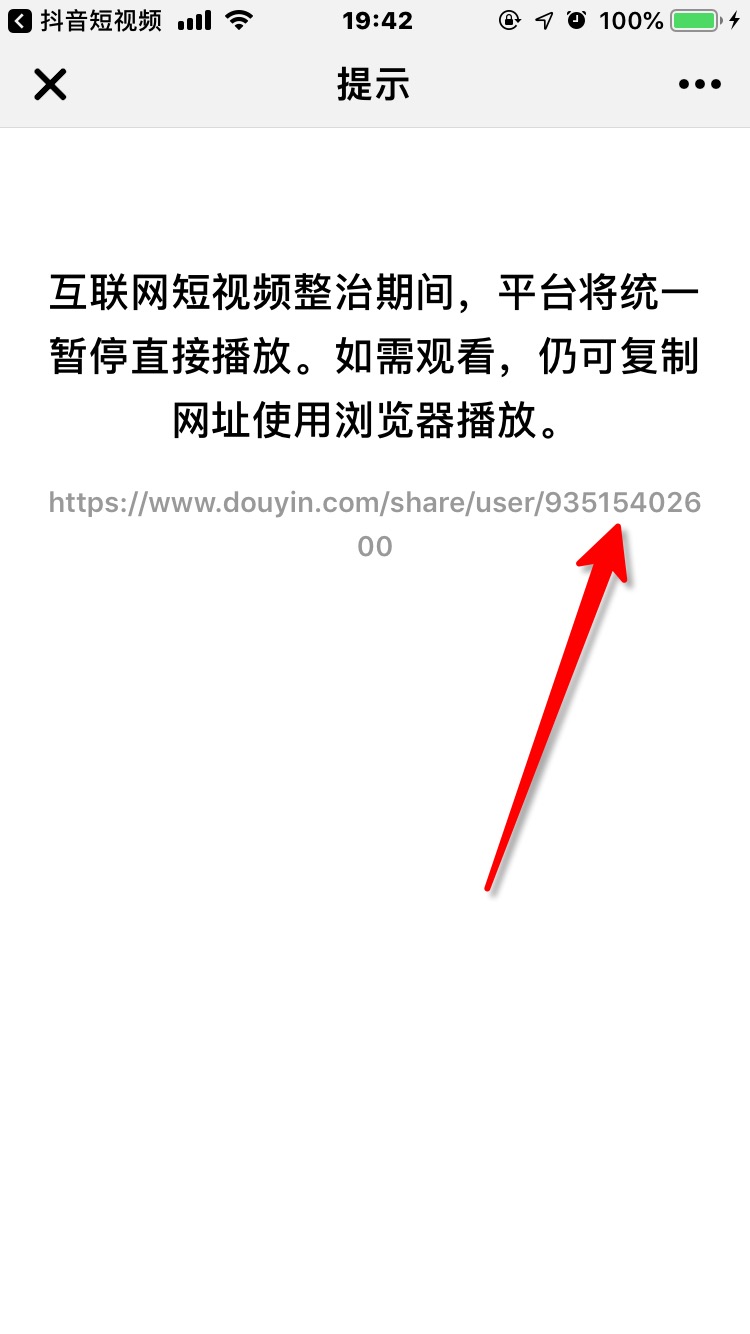 抖音短视频 19:42 100%
提示
互联网短视频整治期间，平台将统一
暂停直接播放。如需观看，仍可复制
网址使用浏览器播放。
https://www.douyin.com/share/user/935154026
00